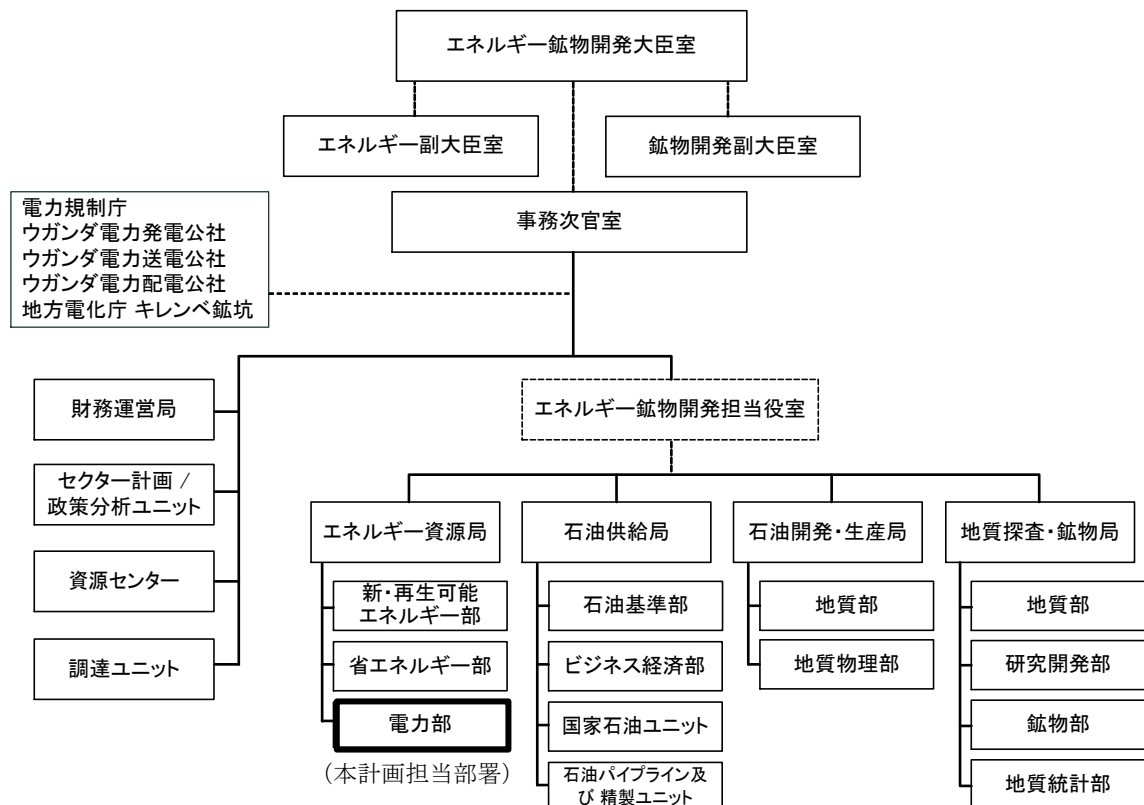 エネルギー鉱物開発大臣室
エネルギー副大臣室
鉱物開発副大臣室
電力規制庁
ウガンダ電力発電公社
ウガンダ電力送電公社
ウガンダ電力配電公社
地方電化庁 キレンベ鉱坑
事務次官室
財務運営局
エネルギー鉱物開発担当役室
セクター計画 /
政策分析ユニット
資源センター
調達ユニット
エネルギー資源局
石油供給局
石油開発・生産局
地質探査・鉱物局
新・再生可能
エネルギー部
省エネルギー部
電力部
(本計画担当部署)
石油基準部
ビジネス経済部
国家石油ユニット
石油パイプライン及
び 精製ユニット
地質部
地質物理部
地質部
研究開発部
鉱物部
地質統計部